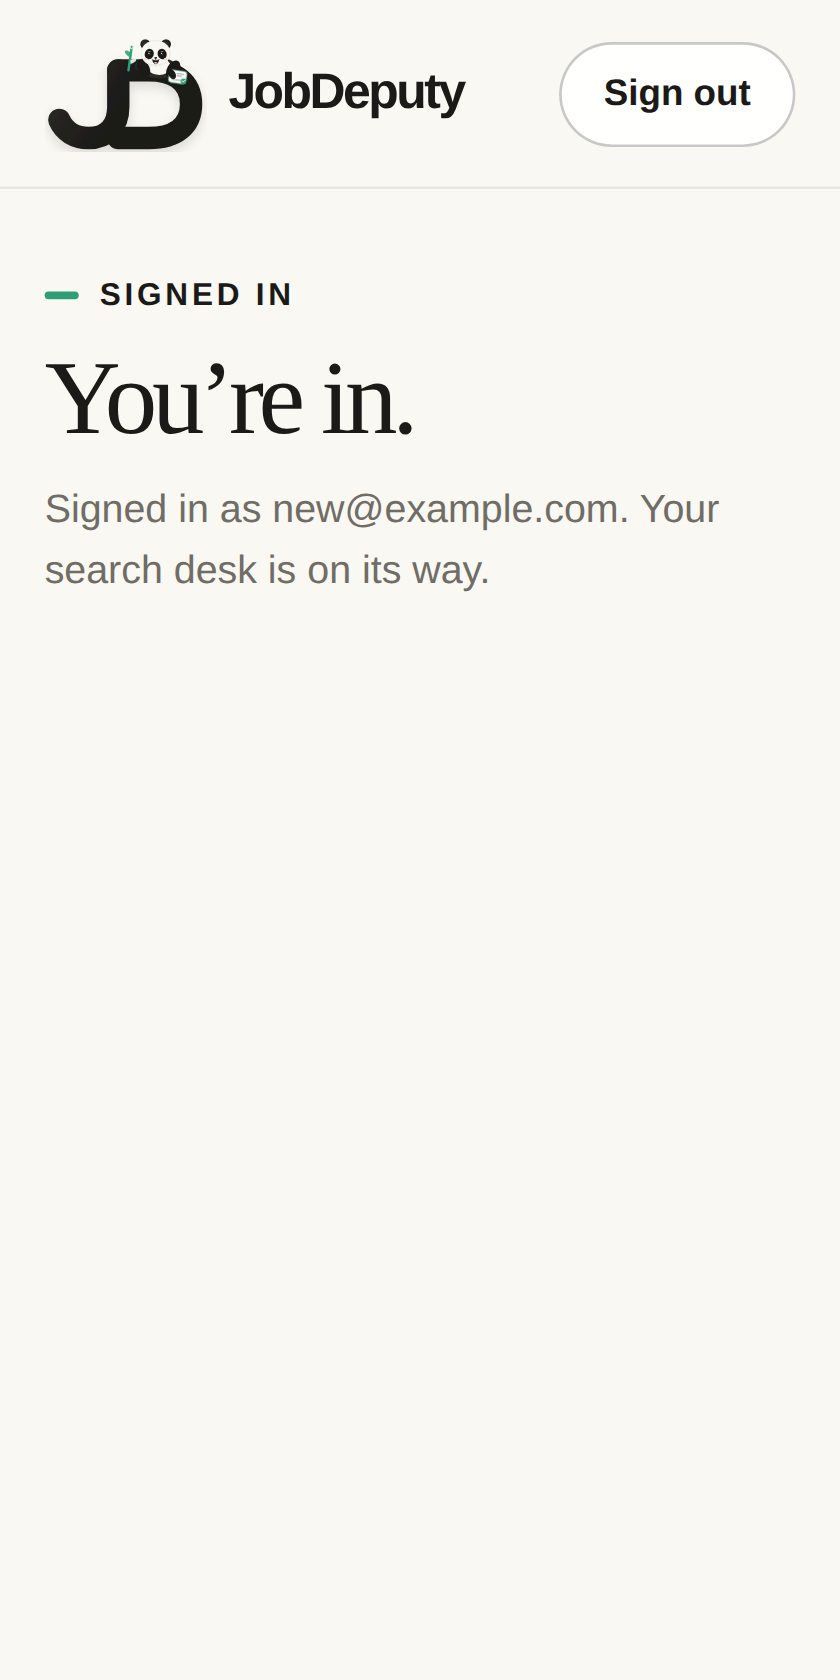 JD
JobDeputy
Sign out
SIGNED IN
You’re in.
Signed in as new@example.com. Your
search desk is on its way.